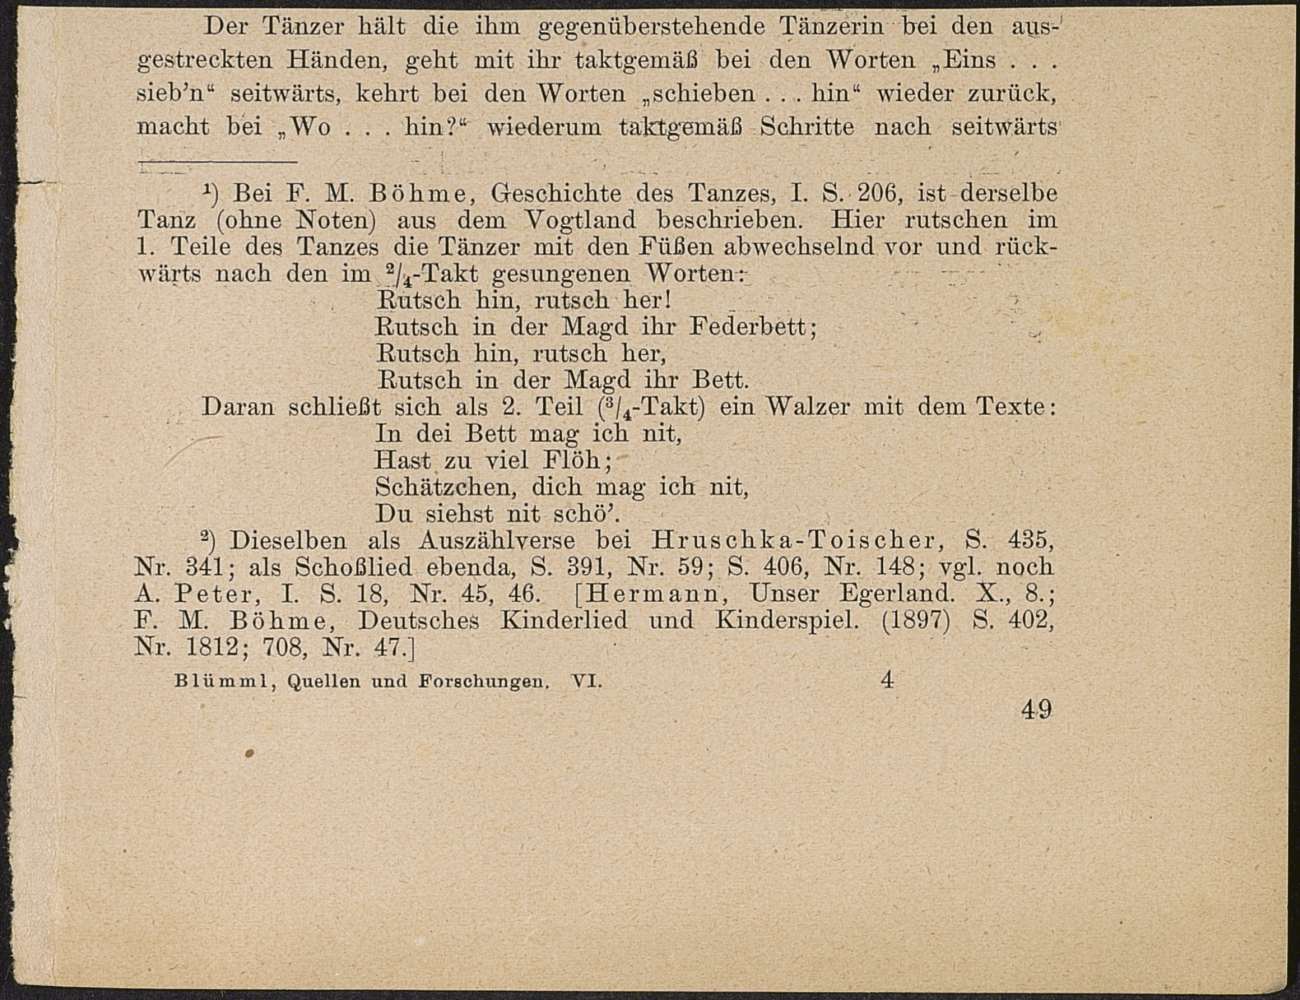 Der Tänzer hält die ihm gegenüberstehende Tänzerin bei den aus-
gestreckten Händen, geht mit ihr taktgemäß bei den Worten „Eins . . .
sieb’n“ seitwärts, kehrt bei den Worten „schieben . . . hin“ wieder zurück,
macht bei „Wo . . . hin?“ wiederum taktgemäß Schritte nach seitwärts
¹) Bei F. M. Böhme, Geschichte des Tanzes, I. S. 206, ist derselbe
Tanz (ohne Noten) aus dem Vogtland beschrieben. Hier rutschen im
1. Teile des Tanzes die Tänzer mit den Füßen abwechselnd vor und rück-
wärts nach den im ²/₄-Takt gesungenen Worten:
Rutsch hin, rutsch her!
Rutsch in der Magd ihr Federbett;
Rutsch hin, rutsch her,
Rutsch in der Magd ihr Bett.
Daran schließt sich als 2. Teil (³/₄-Takt) ein Walzer mit dem Texte:
In dei Bett mag ich nit,
Hast zu viel Flöh;
Schätzchen, dich mag ich nit,
Du siehst nit schö’.
²) Dieselben als Auszählverse bei Hruschka-Toischer, S. 435,
Nr. 341; als Schoßlied ebenda, S. 391, Nr. 59; S. 406, Nr. 148; vgl. noch
A. Peter, I. S. 18, Nr. 45, 46. [Hermann, Unser Egerland. X., 8.;
F. M. Böhme, Deutsches Kinderlied und Kinderspiel. (1897) S. 402,
Nr. 1812; 708, Nr. 47.]
Blümml, Quellen und Forschungen. VI. 4
49